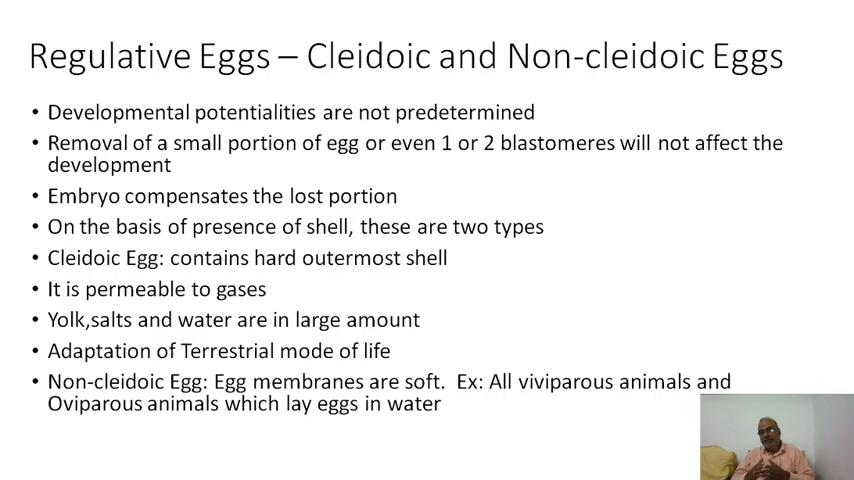 Regulative Eggs – Cleidoic and Non-cleidoic Eggs
• Developmental potentialities are not predetermined
• Removal of a small portion of egg or even 1 or 2 blastomeres will not affect the
development
• Embryo compensates the lost portion
• On the basis of presence of shell, these are two types
• Cleidoic Egg: contains hard outermost shell
• It is permeable to gases
• Yolk,salts and water are in large amount
• Adaptation of Terrestrial mode of life
• Non-cleidoic Egg: Egg membranes are soft.  Ex: All viviparous animals and
Oviparous animals which lay eggs in water